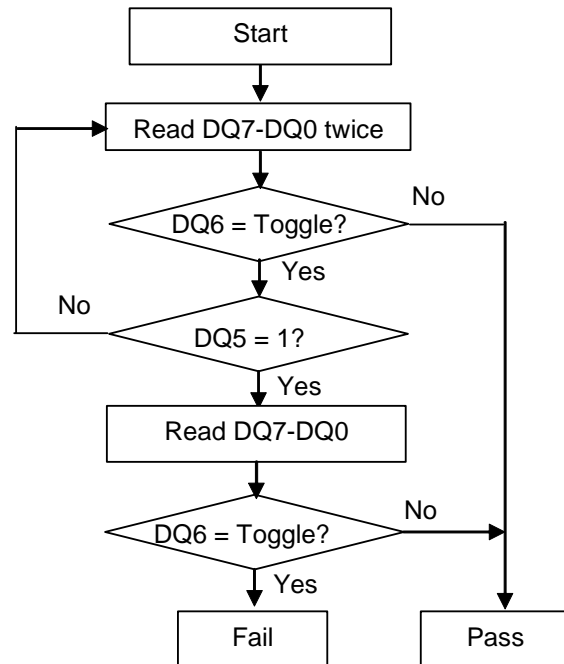 Start
Read DQ7-DQ0 twice
No
DQ6 = Toggle?
Yes
No
DQ5 = 1?
Yes
Read DQ7-DQ0
No
DQ6 = Toggle?
Yes
Fail
Pass